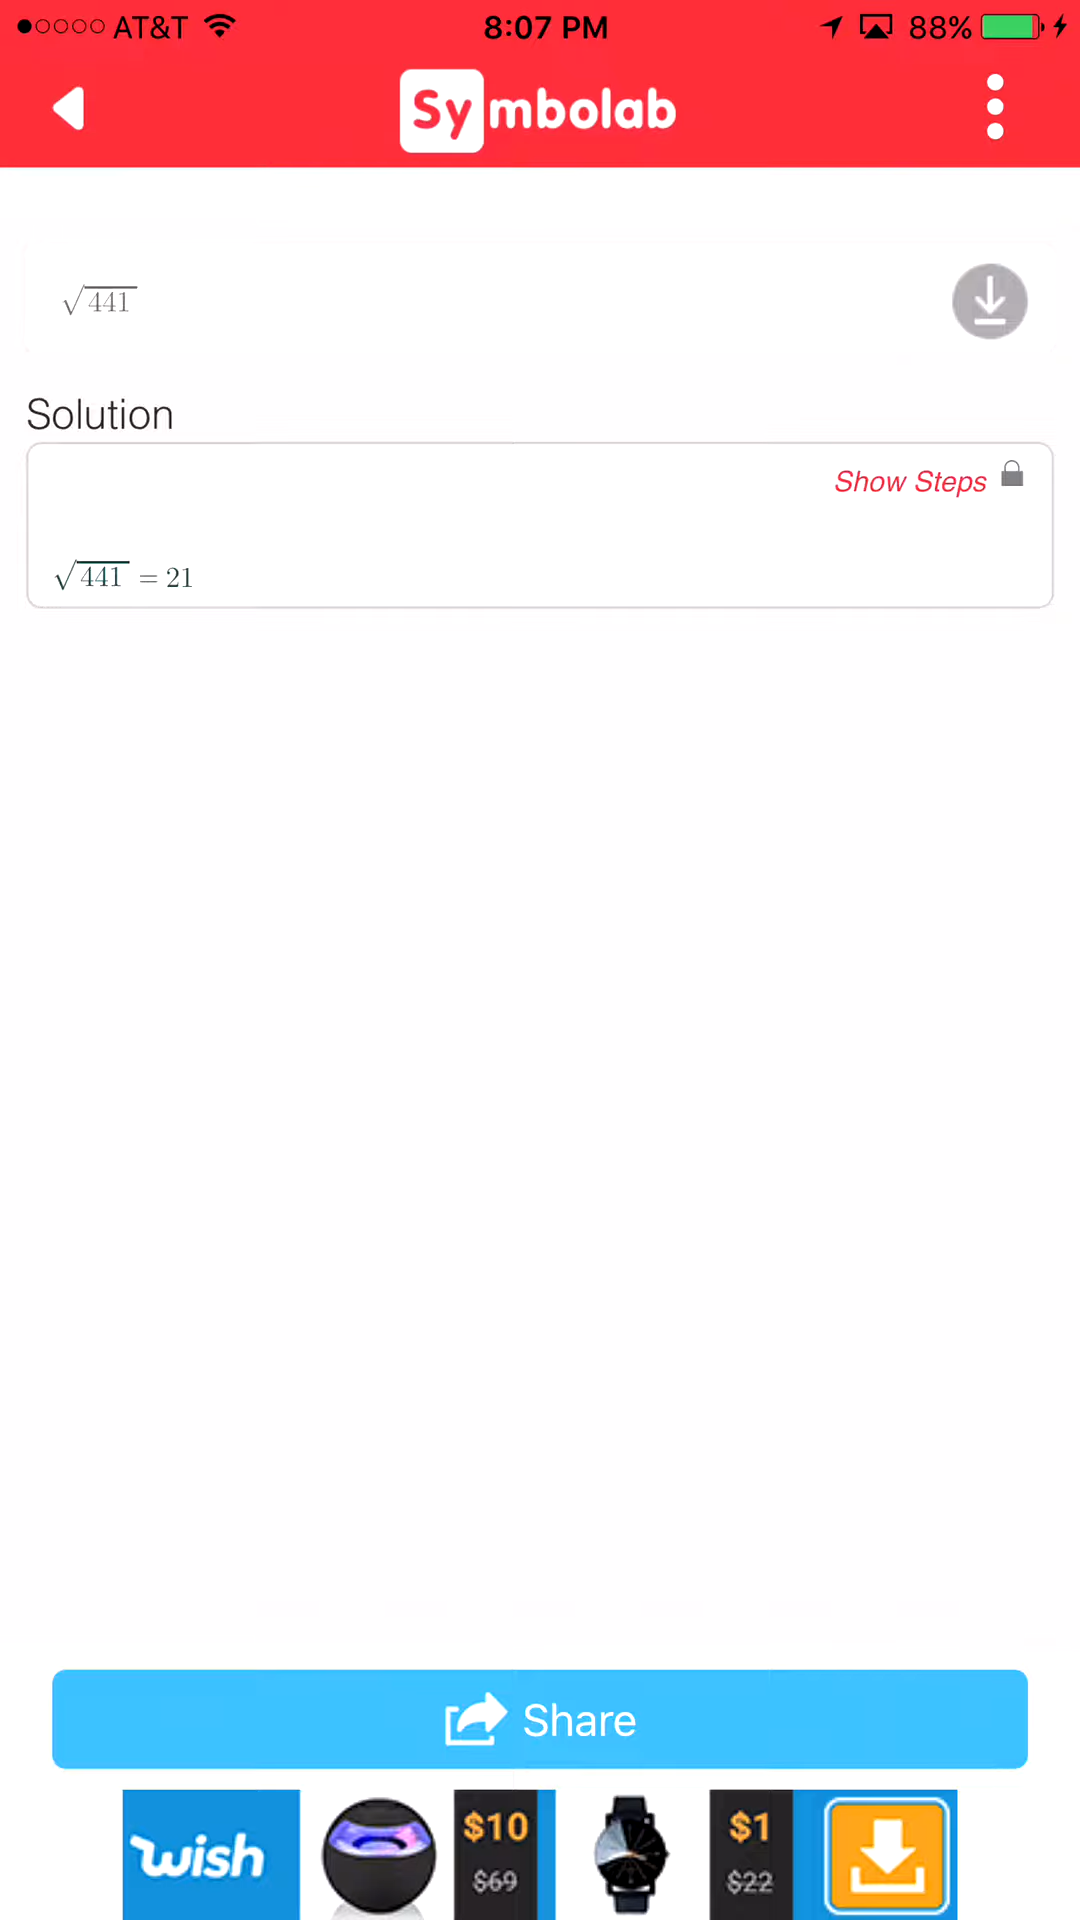 AT&T 8:07 PM 88%
Symbolab
√441
Solution
Show Steps
√441 = 21
Share
wish $10 $69 $1 $22